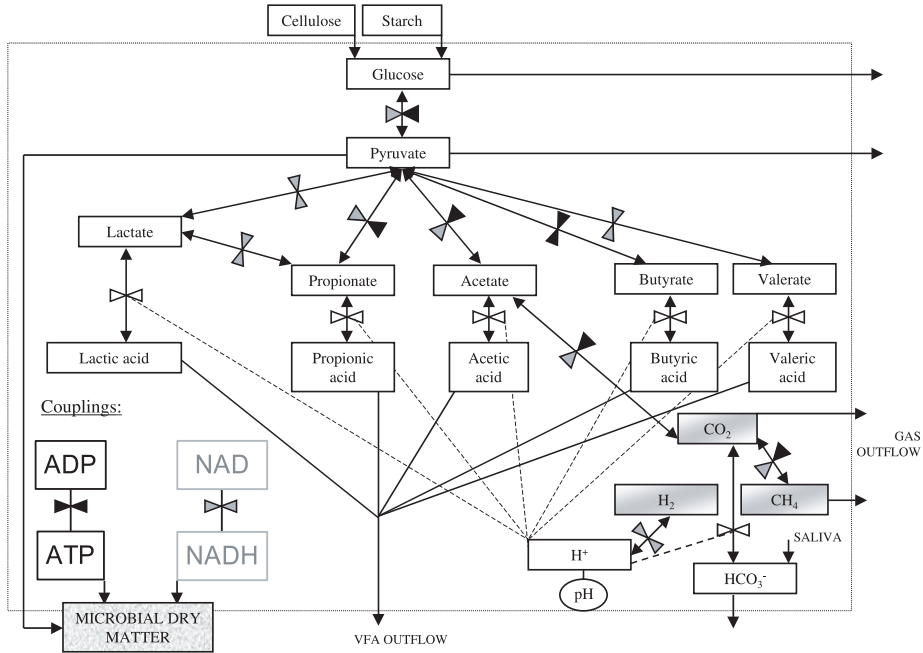 Cellulose
Starch
Glucose
Pyruvate
Lactate
Propionate
Acetate
Butyrate
Valerate
Lactic acid
Propionic
acid
Acetic
acid
Butyric
acid
Valeric
acid
Couplings:
CO₂
GAS
OUTFLOW
ADP
NAD
H₂
CH₄
ATP
NADH
H⁺
SALIVA
pH
HCO₃⁻
MICROBIAL DRY
MATTER
VFA OUTFLOW